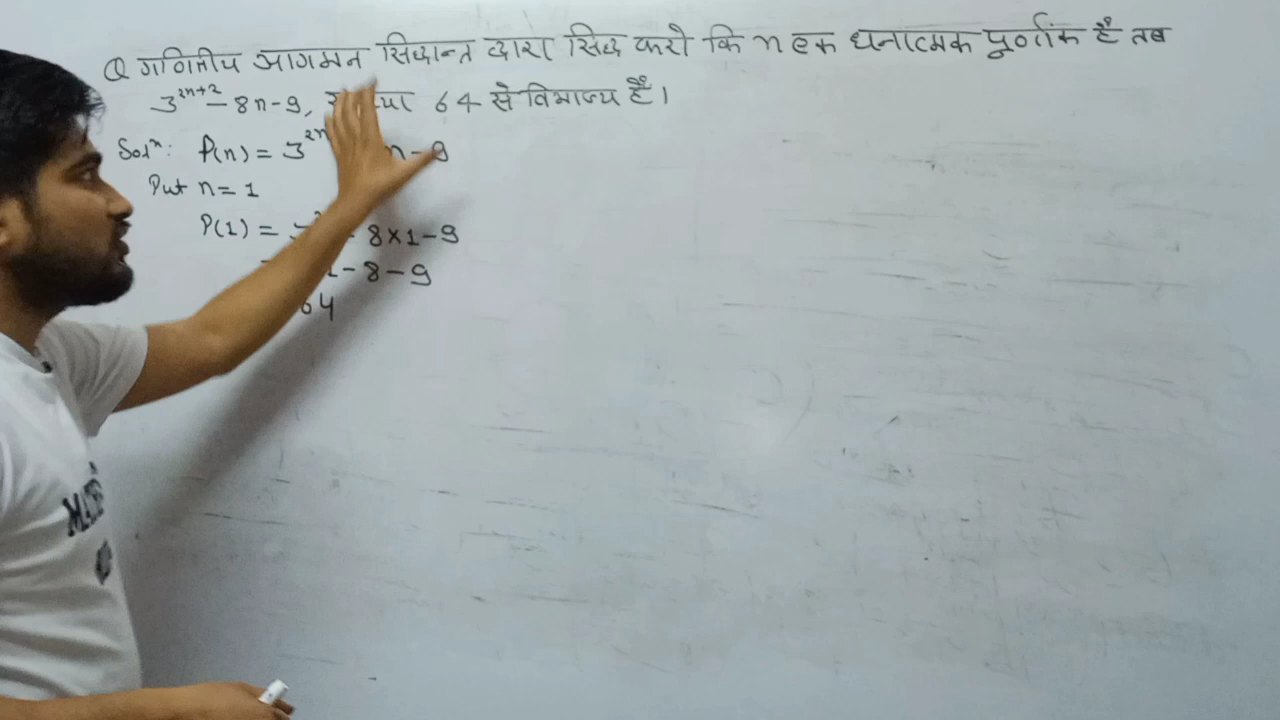 Q गणितीय आगमन सिद्धान्त द्वारा सिद्ध करो कि n एक धनात्मक पुर्णांक है तब
3^{2n+2} - 8n - 9, 64 से विभाज्य है।
Solⁿ: P(n) = 3^{2n} n - 9
Put n = 1
P(1) = 8×1 - 9
- 8 - 9
64